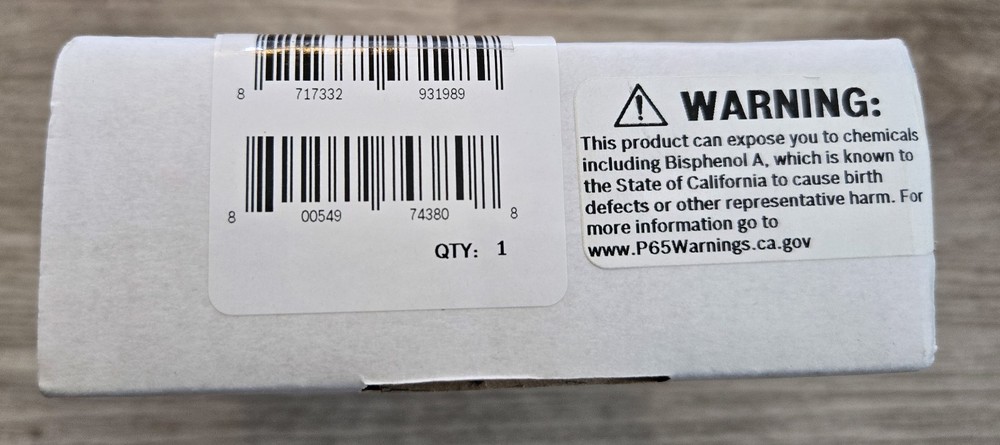 8 717332 931989
8 00549 74380 8
QTY: 1
WARNING:
This product can expose you to chemicals
including Bisphenol A, which is known to
the State of California to cause birth
defects or other representative harm. For
more information go to
www.P65Warnings.ca.gov